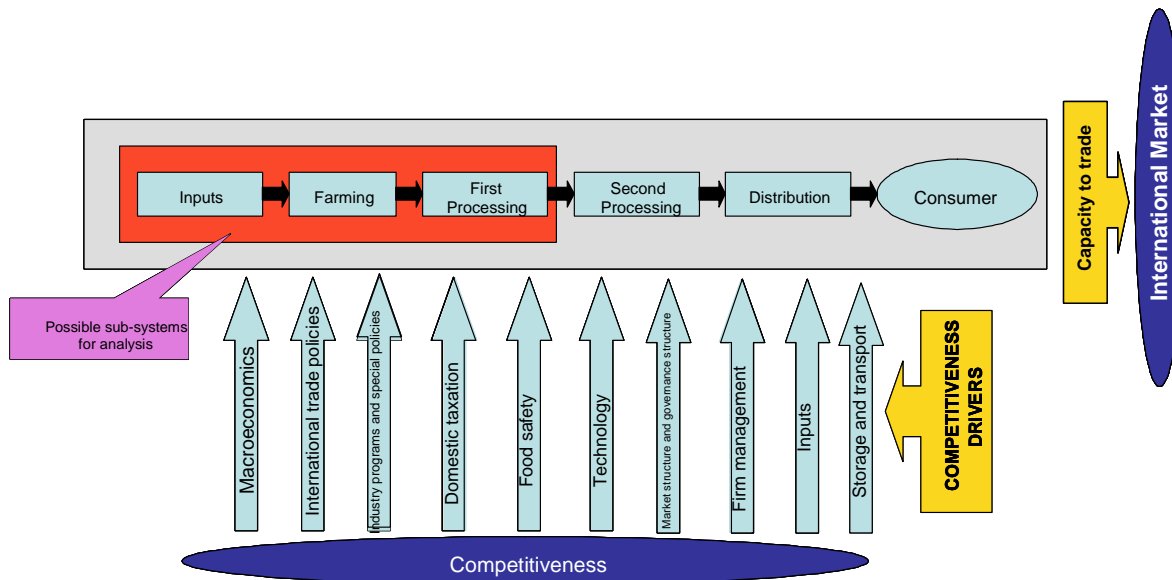 Inputs
Farming
First
Processing
Second
Processing
Distribution
Consumer
Capacity to trade
International Market
Possible sub-systems
for analysis
Macroeconomics
International trade policies
Industry programs and special policies
Domestic taxation
Food safety
Technology
Market structure and governance structure
Firm management
Inputs
Storage and transport
COMPETITIVENESS
DRIVERS
Competitiveness